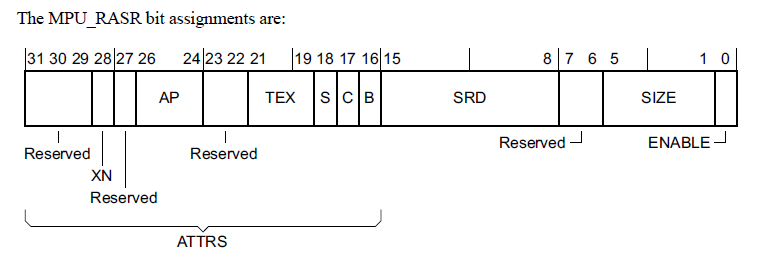 The MPU_RASR bit assignments are:
31 30 29 28 27 26 24 23 22 21 19 18 17 16 15 8 7 6 5 1 0
AP TEX S C B SRD SIZE
Reserved Reserved Reserved ENABLE
XN
Reserved
ATTRS